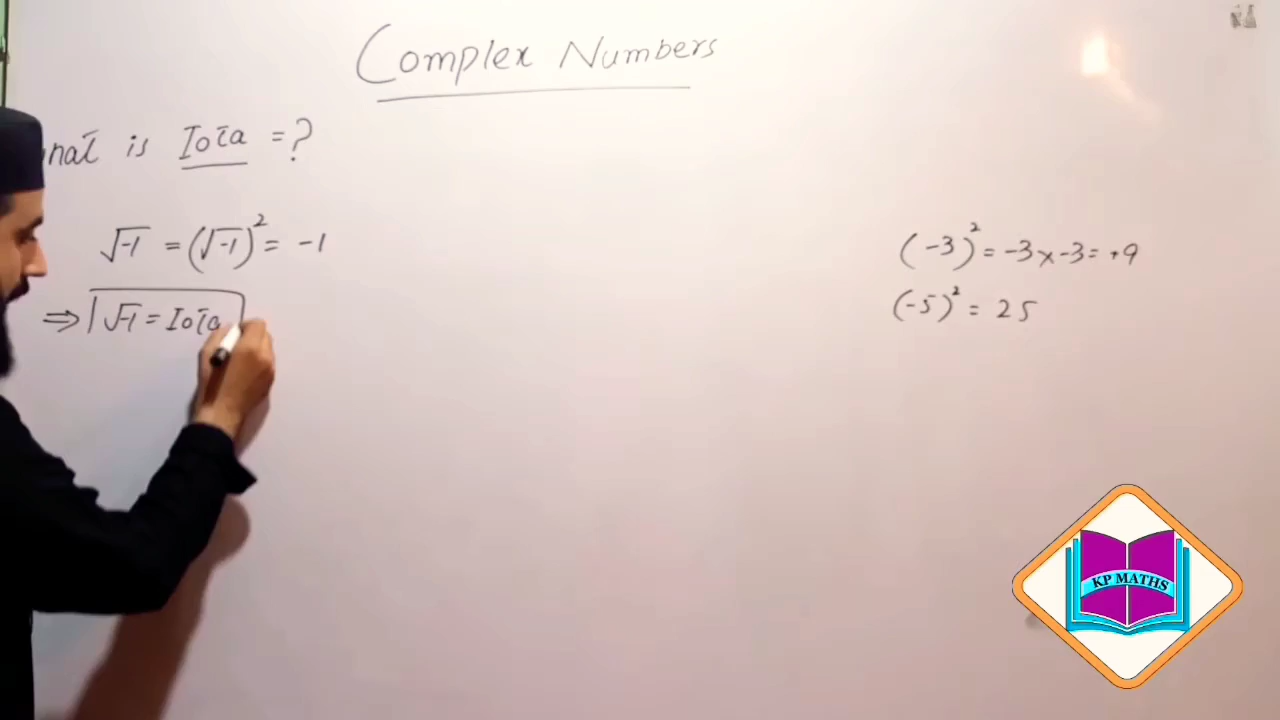 Complex Numbers
is Iota = ?
√-1 = (√-1)² = -1
⇒ √-1 = Iota
(-3)² = -3 x -3 = +9
(-5)² = 25
KP MATHS